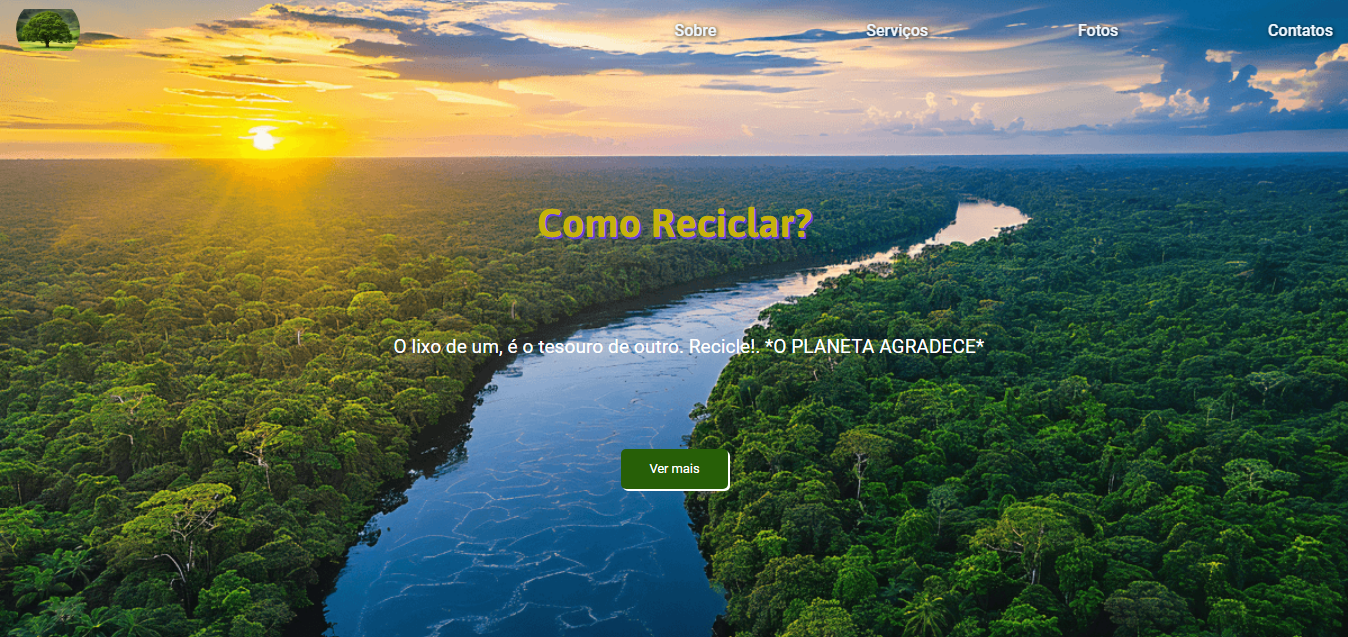 Sobre Serviços Fotos Contatos
Como Reciclar?
O lixo de um, é o tesouro de outro. Recicle!. *O PLANETA AGRADECE*
Ver mais